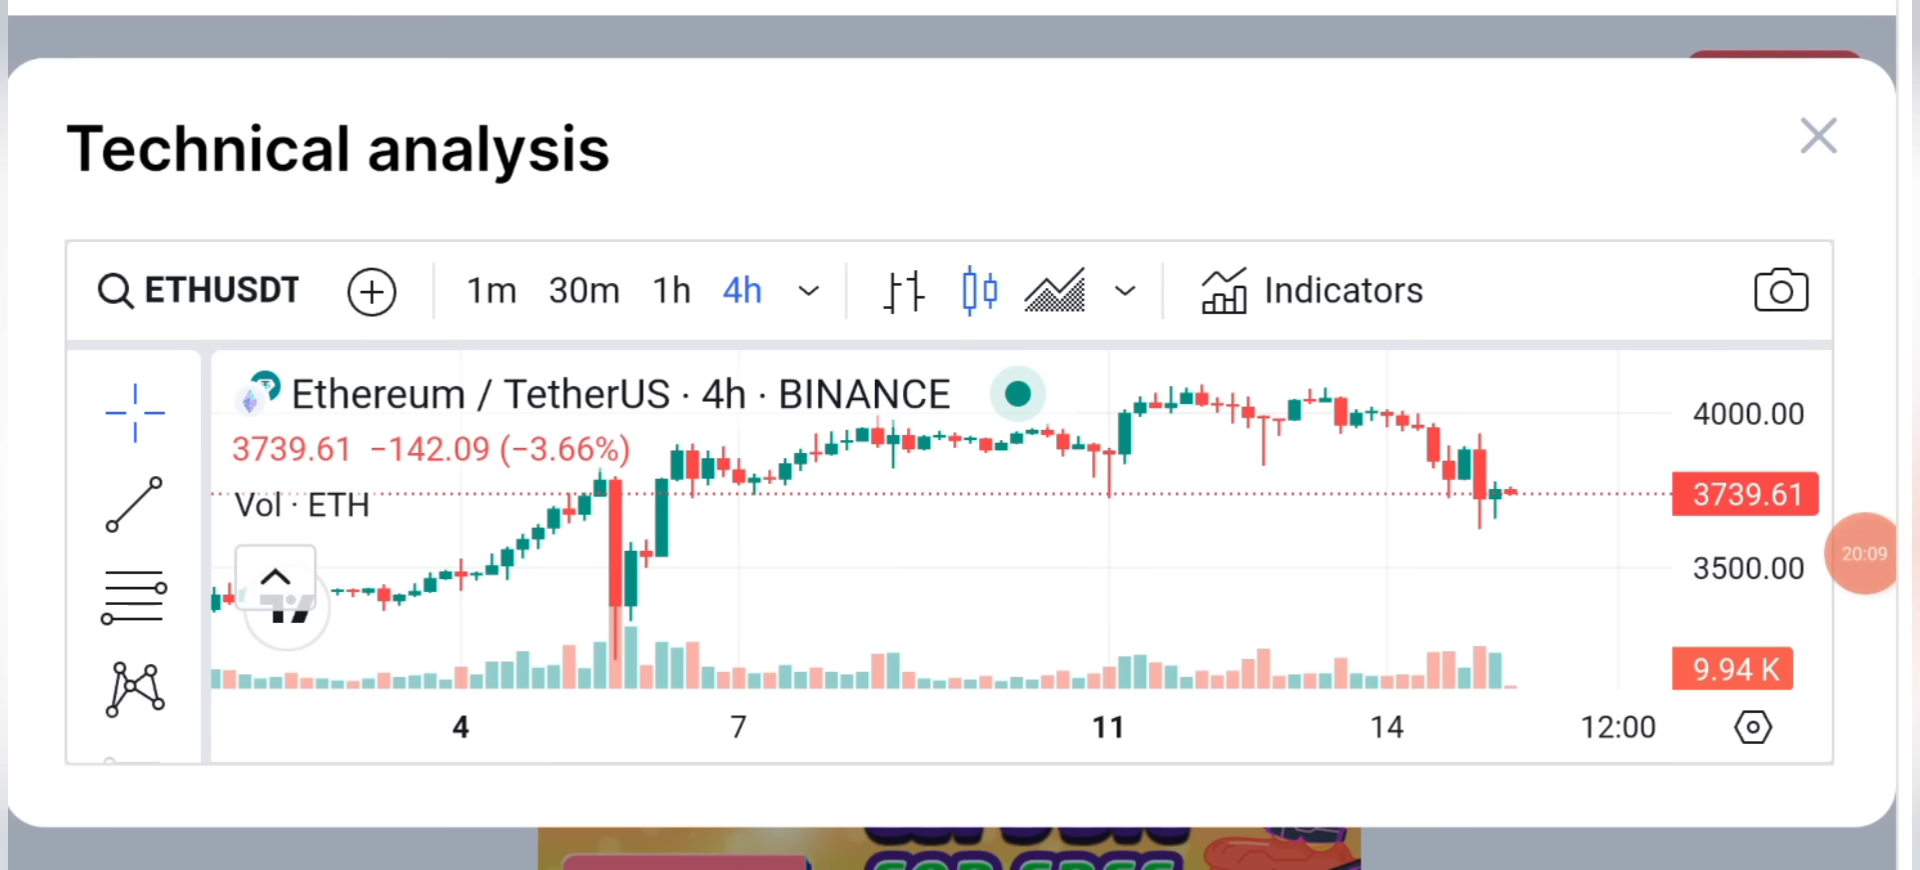 Technical analysis
ETHUSDT 1m 30m 1h 4h Indicators
Ethereum / TetherUS · 4h · BINANCE
3739.61 −142.09 (−3.66%)
Vol · ETH
4000.00
3739.61
3500.00
20:09
9.94 K
4 7 11 14 12:00